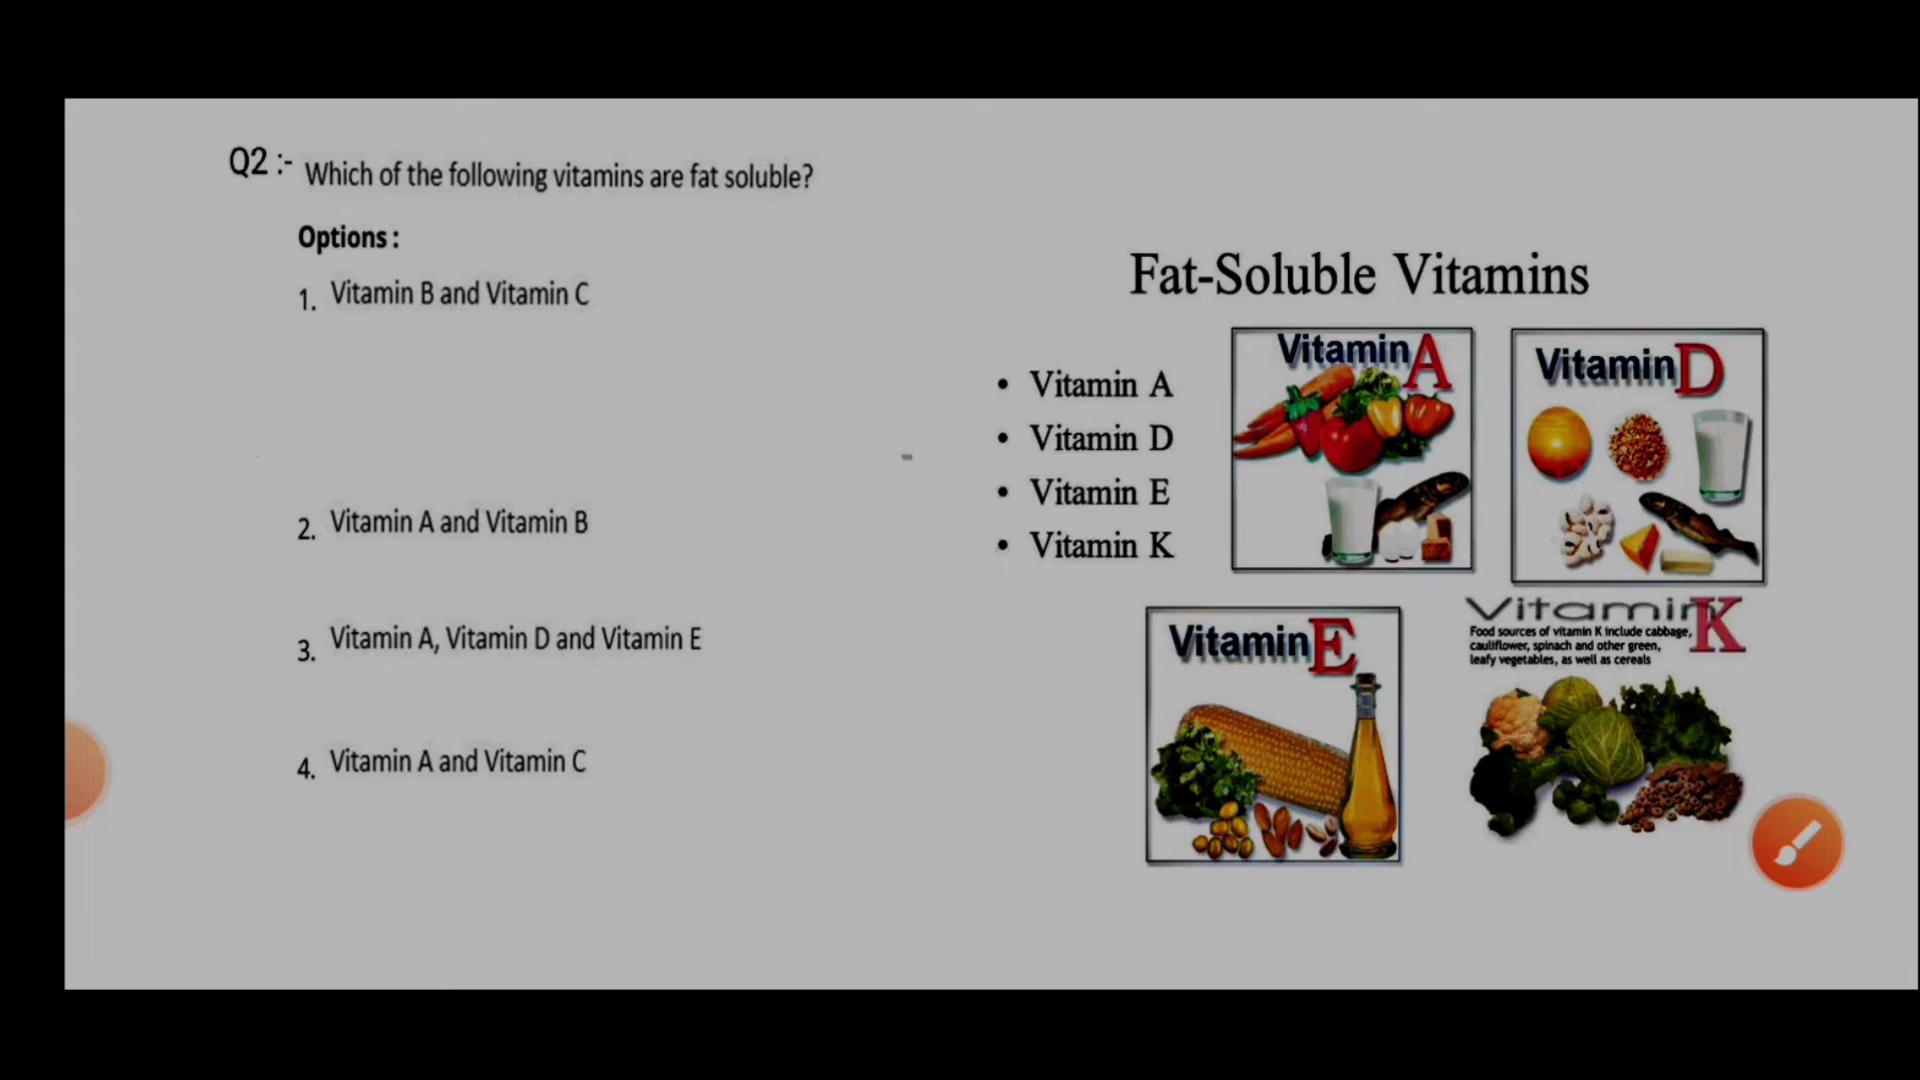 Q2 :- Which of the following vitamins are fat soluble?
Options :
1. Vitamin B and Vitamin C
2. Vitamin A and Vitamin B
3. Vitamin A, Vitamin D and Vitamin E
4. Vitamin A and Vitamin C
Fat-Soluble Vitamins
• Vitamin A
• Vitamin D
• Vitamin E
• Vitamin K
Vitamin A
Vitamin D
Vitamin E
Vitamin K
Food sources of vitamin K include cabbage,
cauliflower, spinach and other green,
leafy vegetables, as well as cereals